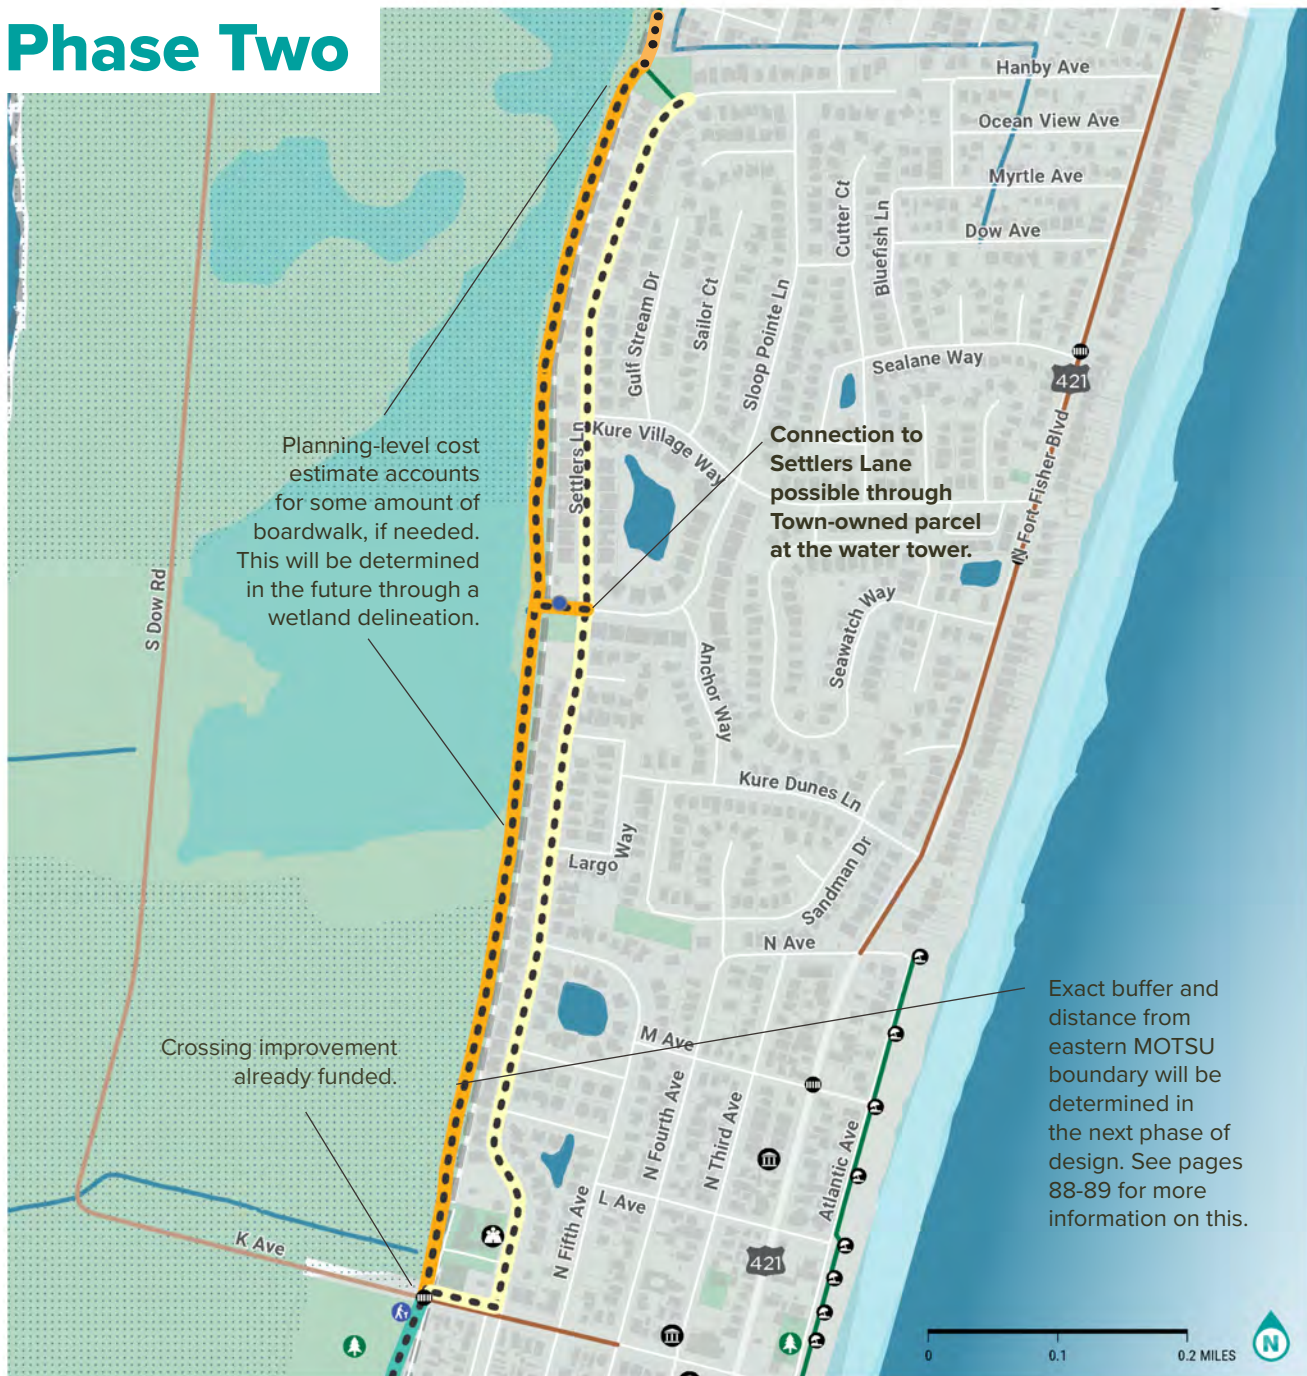 Phase Two
Hanby Ave
Ocean View Ave
Myrtle Ave
Dow Ave
Cutter Ct
Bluefish Ln
Gulf Stream Dr
Sailor Ct
Sloop Pointe Ln
Sealane Way
421
N Fort Fisher Blvd
Kure Village Way
Settlers Ln
Connection to
Settlers Lane
possible through
Town-owned parcel
at the water tower.
Planning-level cost
estimate accounts
for some amount of
boardwalk, if needed.
This will be determined
in the future through a
wetland delineation.
S Dow Rd
Seawatch Way
Anchor Way
Kure Dunes Ln
Largo Way
Sandman Dr
N Ave
Exact buffer and
distance from
eastern MOTSU
boundary will be
determined in
the next phase of
design. See pages
88-89 for more
information on this.
M Ave
Crossing improvement
already funded.
N Fourth Ave
N Third Ave
Atlantic Ave
L Ave
N Fifth Ave
K Ave
421
0
0.1
0.2 MILES
N